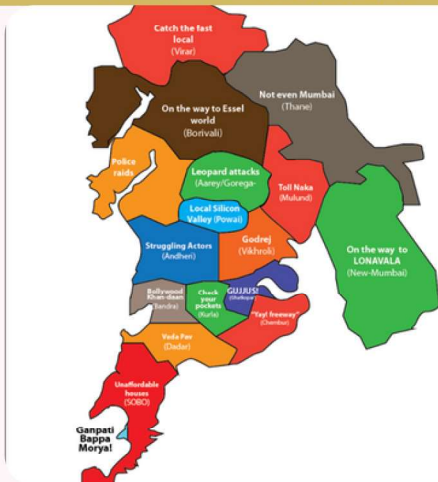 Catch the fast
local
(Virar)
Not even Mumbai
(Thane)
On the way to Essel
world
(Borivali)
Police
raids
Leopard attacks
(Aarey/Gorega-
Toll Naka
(Mulund)
Local Silicon
Valley (Powai)
Struggling Actors
(Andheri)
Godrej
(Vikhroli)
On the way to
LONAVALA
(New-Mumbai)
Bollywood
Khan-daan
(Bandra)
Check
your
pockets
(Kurla)
GUJJUS!
(Ghatkopar)
"Yay! freeway"
(Chembur)
Vada Pav
(Dadar)
Unaffordable
houses
(SOBO)
Ganpati
Bappa
Morya!